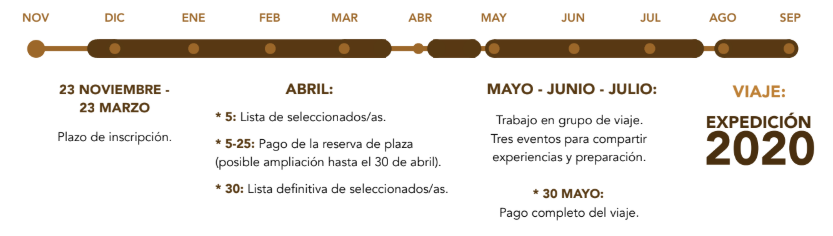 NOV DIC ENE FEB MAR ABR MAY JUN JUL AGO SEP
23 NOVIEMBRE -
23 MARZO
Plazo de inscripción.
ABRIL:
* 5: Lista de seleccionados/as.
* 5-25: Pago de la reserva de plaza
(posible ampliación hasta el 30 de abril).
* 30: Lista definitiva de seleccionados/as.
MAYO - JUNIO - JULIO:
Trabajo en grupo de viaje.
Tres eventos para compartir
experiencias y preparación.
* 30 MAYO:
Pago completo del viaje.
VIAJE:
EXPEDICIÓN
2020